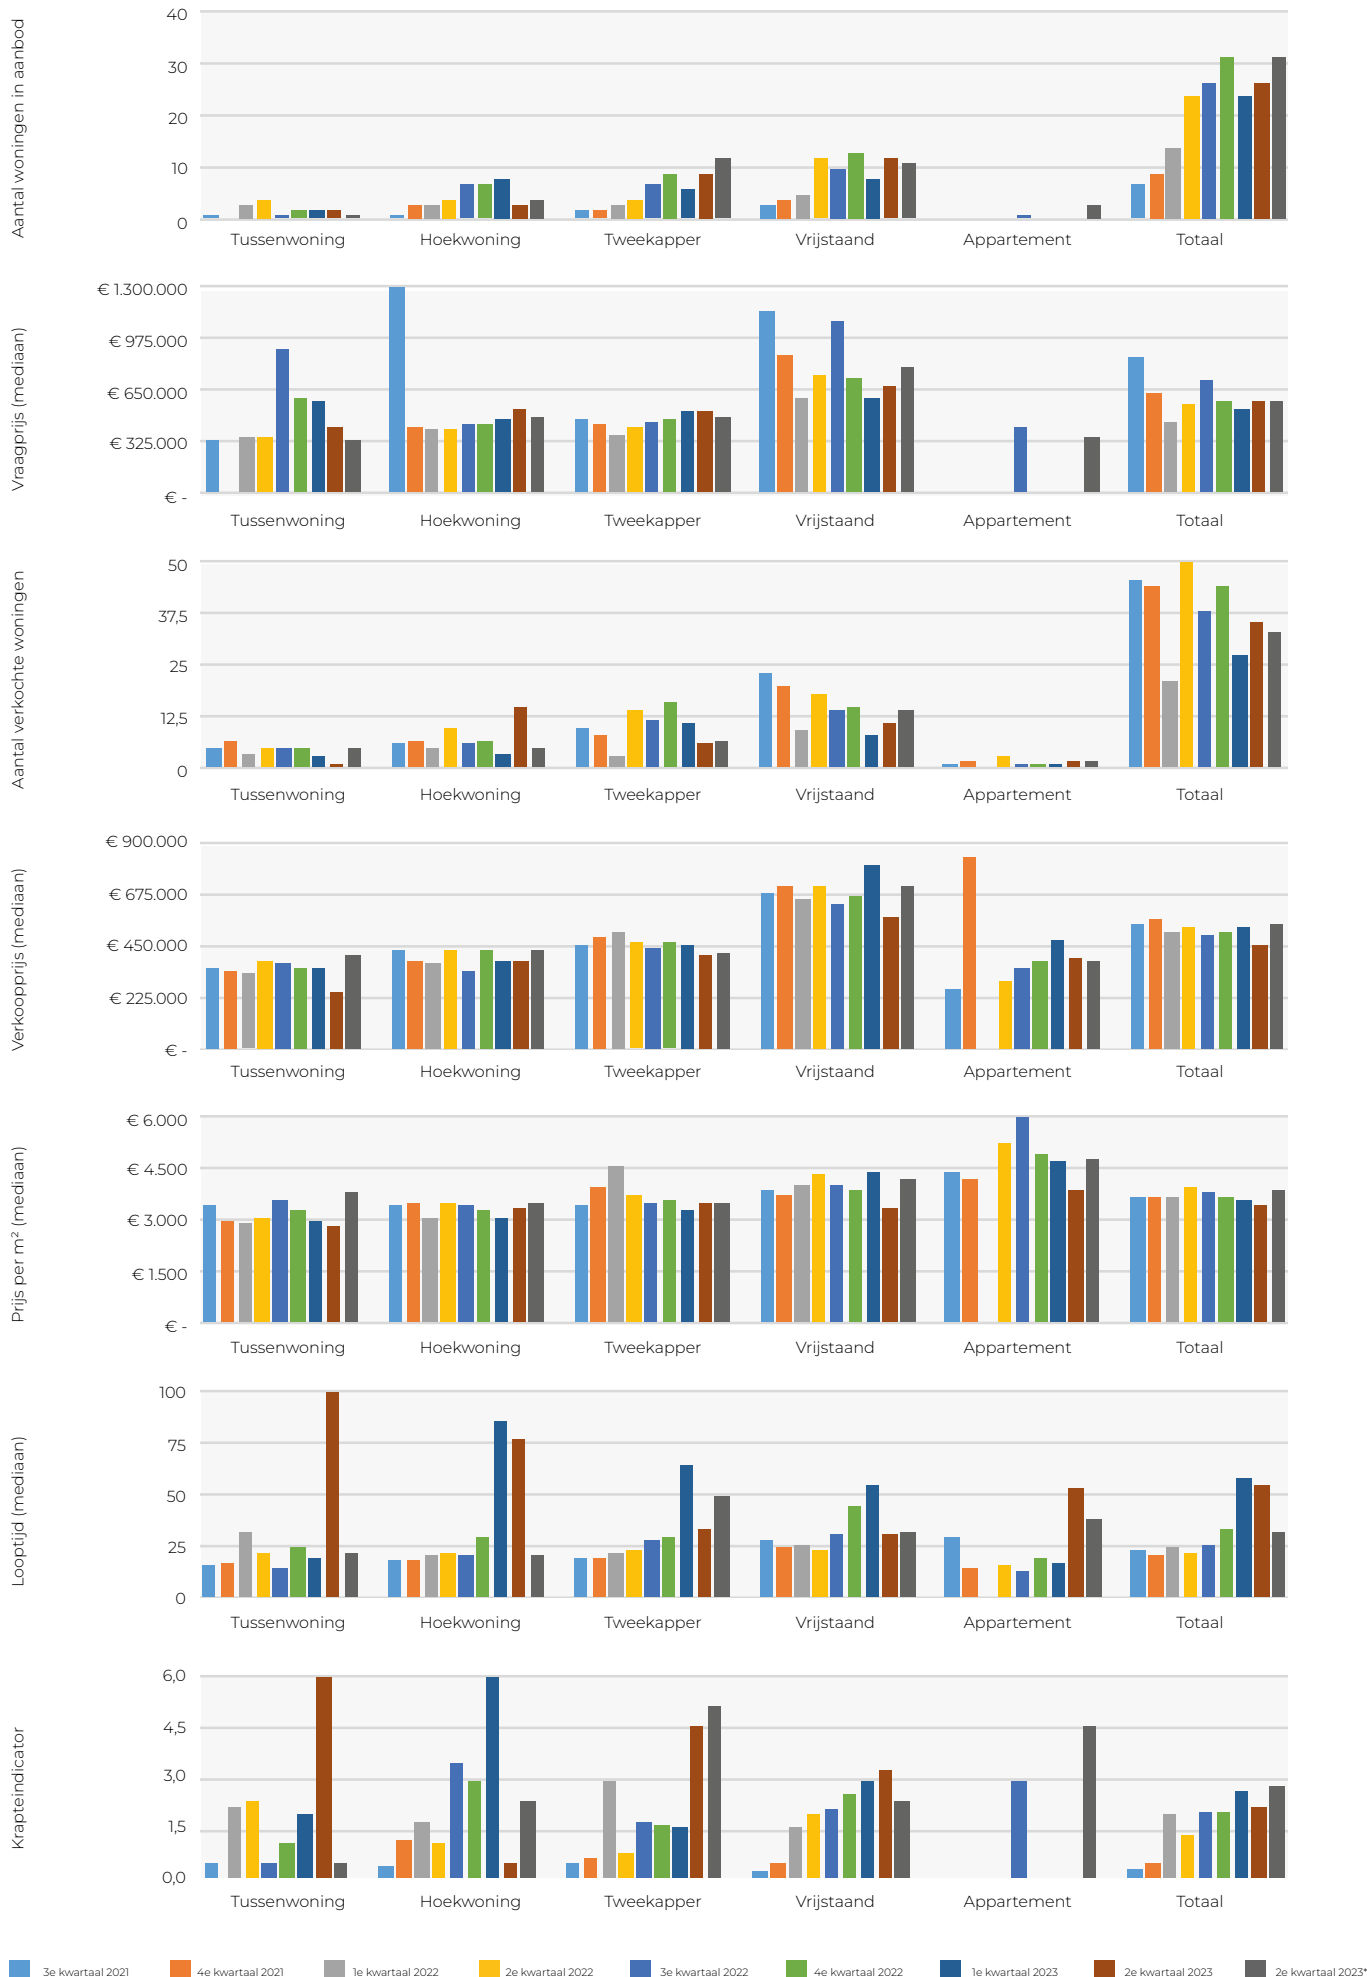 Aantal woningen in aanbod
40
30
20
10
0
Tussenwoning Hoekwoning Tweekapper Vrijstaand Appartement Totaal
Vraagprijs (mediaan)
€ 1.300.000
€ 975.000
€ 650.000
€ 325.000
€ -
Tussenwoning Hoekwoning Tweekapper Vrijstaand Appartement Totaal
Aantal verkochte woningen
50
37,5
25
12,5
0
Tussenwoning Hoekwoning Tweekapper Vrijstaand Appartement Totaal
Verkoopprijs (mediaan)
€ 900.000
€ 675.000
€ 450.000
€ 225.000
€ -
Tussenwoning Hoekwoning Tweekapper Vrijstaand Appartement Totaal
Prijs per m² (mediaan)
€ 6.000
€ 4.500
€ 3.000
€ 1.500
€ -
Tussenwoning Hoekwoning Tweekapper Vrijstaand Appartement Totaal
Looptijd (mediaan)
100
75
50
25
0
Tussenwoning Hoekwoning Tweekapper Vrijstaand Appartement Totaal
Krapteindicator
6,0
4,5
3,0
1,5
0,0
Tussenwoning Hoekwoning Tweekapper Vrijstaand Appartement Totaal
3e kwartaal 2021 4e kwartaal 2021 1e kwartaal 2022 2e kwartaal 2022 3e kwartaal 2022 4e kwartaal 2022 1e kwartaal 2023 2e kwartaal 2023 2e kwartaal 2023*